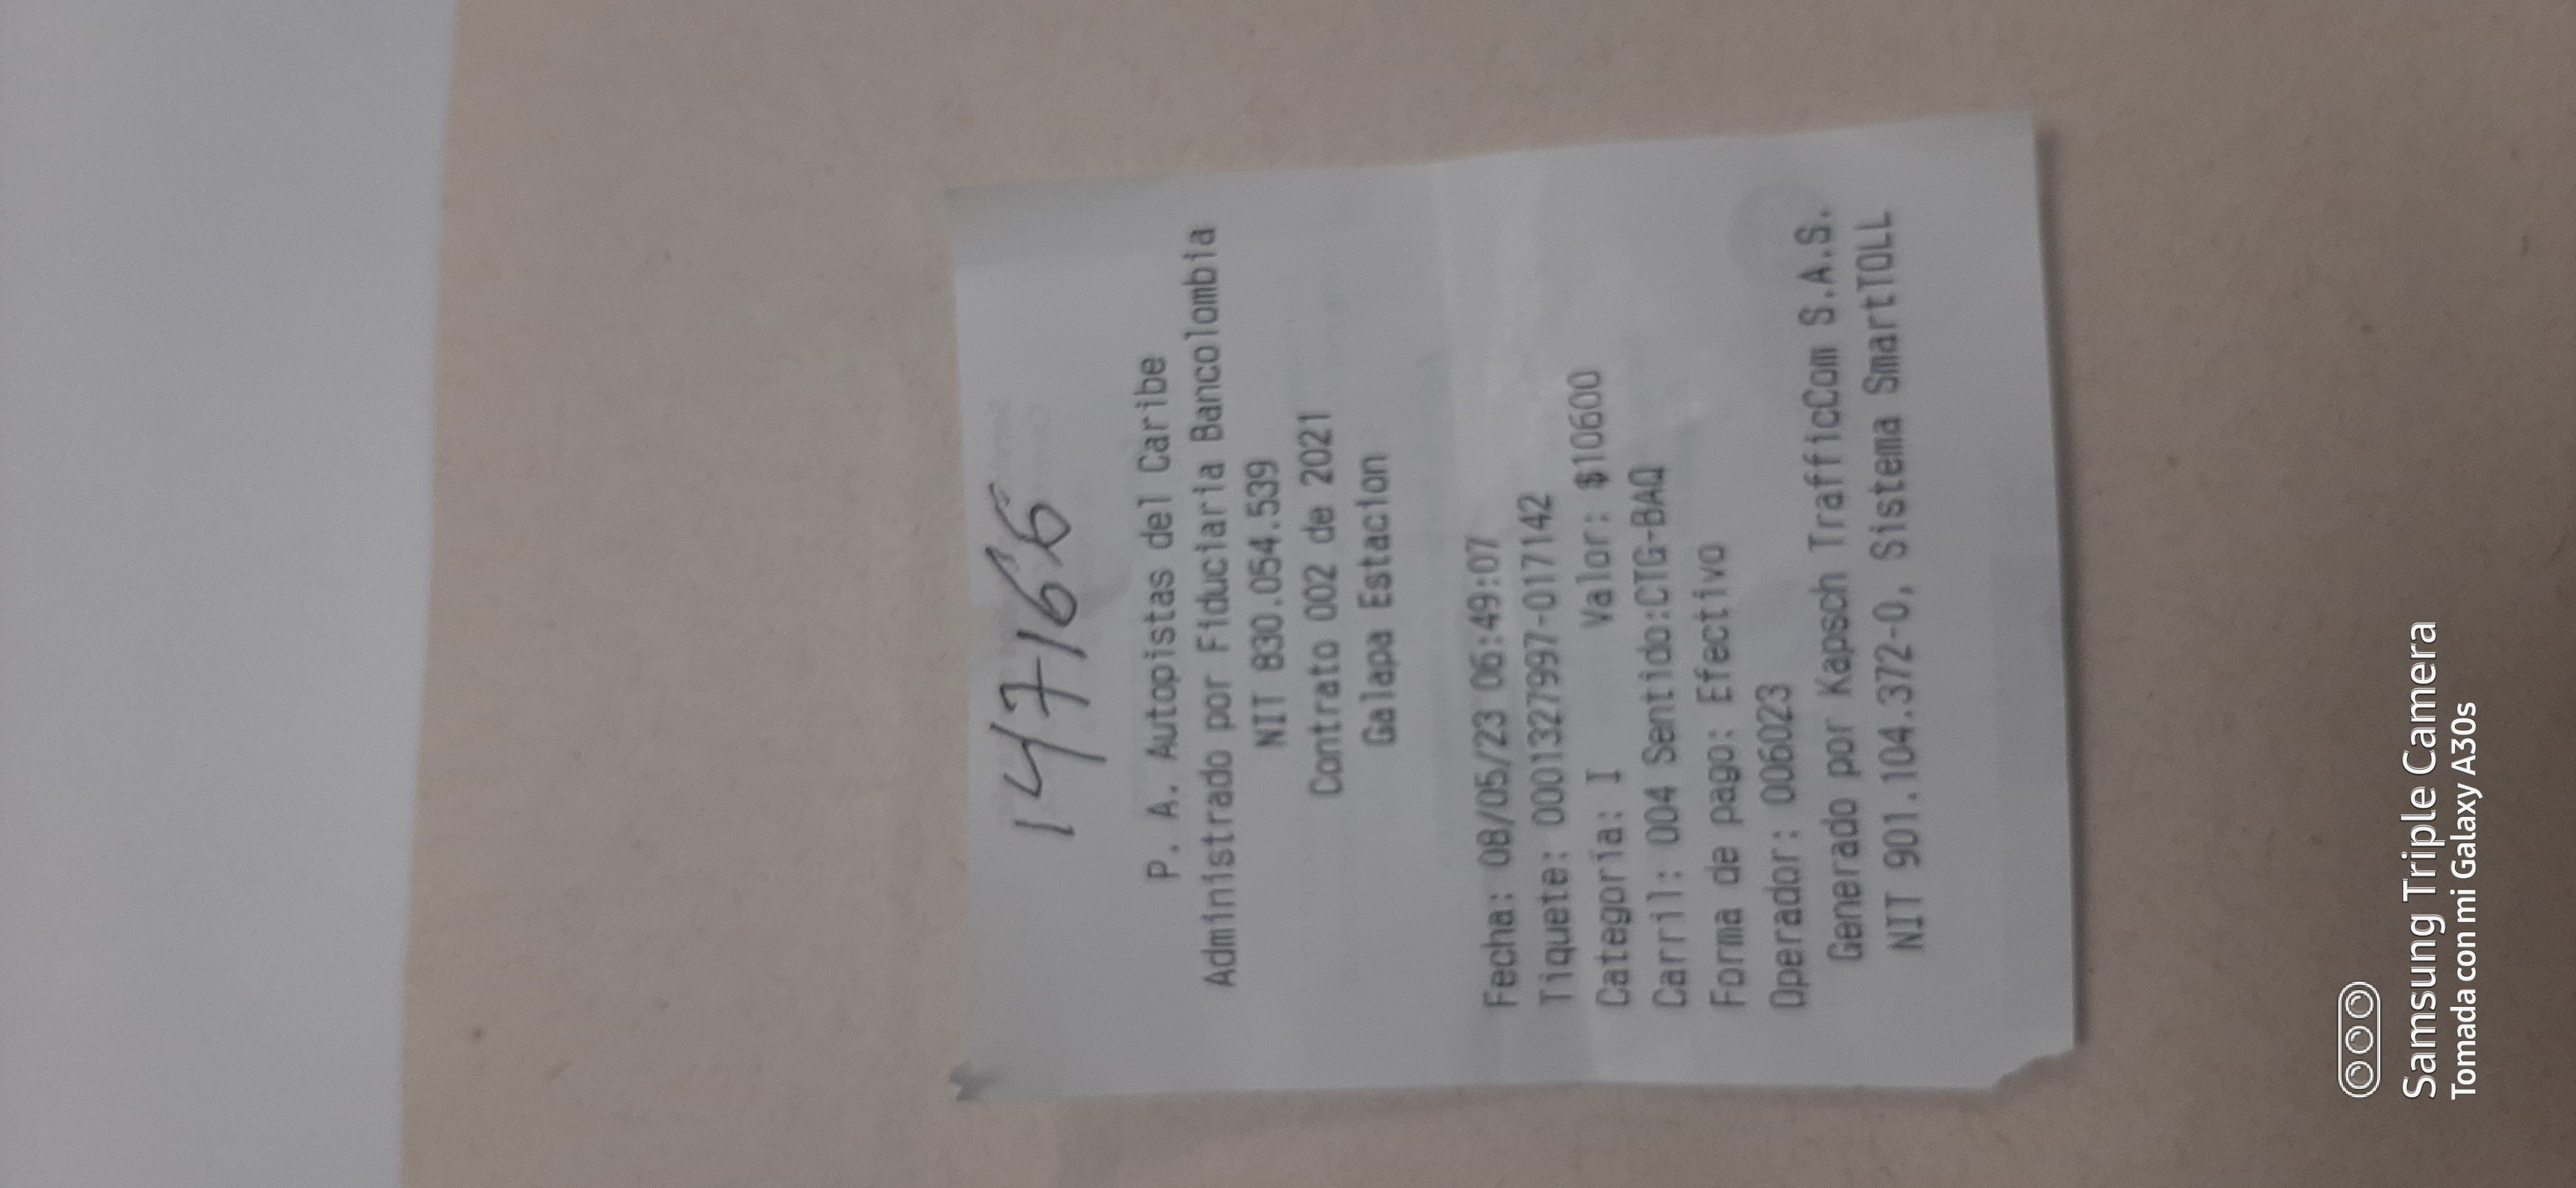 14766
P. A. Autopistas del Caribe
Administrado por Fiduciaria Bancolombia
NIT 830.054.539
Contrato 002 de 2021
Galapa Estacion
Fecha: 08/05/23 06:49:07
Tiquete: 0001327997-017142
Categoría: I Valor: $10600
Carril: 004 Sentido:CTG-BAQ
Forma de pago: Efectivo
Operador: 006023
Generado por Kapsch TrafficCom S.A.S.
NIT 901.104.372-0, Sistema SmartTOLL
Samsung Triple Camera
Tomada con mi Galaxy A30s